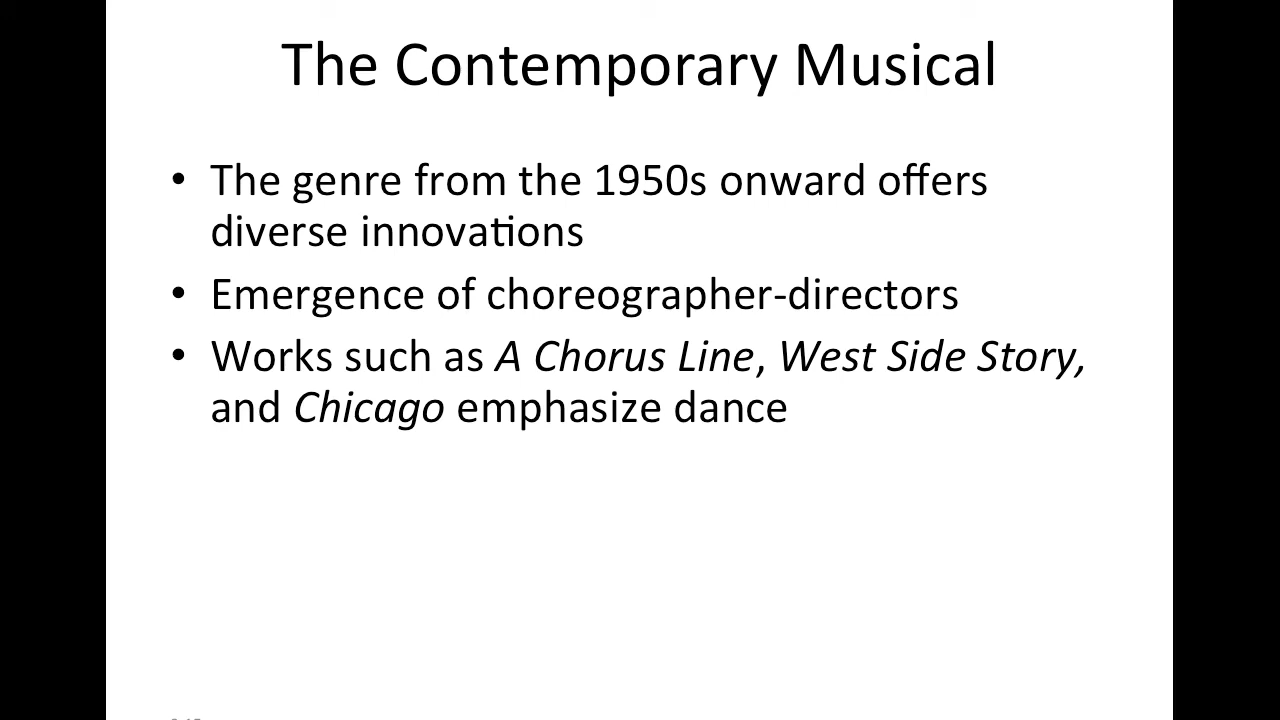 The Contemporary Musical
• The genre from the 1950s onward offers
diverse innovations
• Emergence of choreographer-directors
• Works such as A Chorus Line, West Side Story,
and Chicago emphasize dance